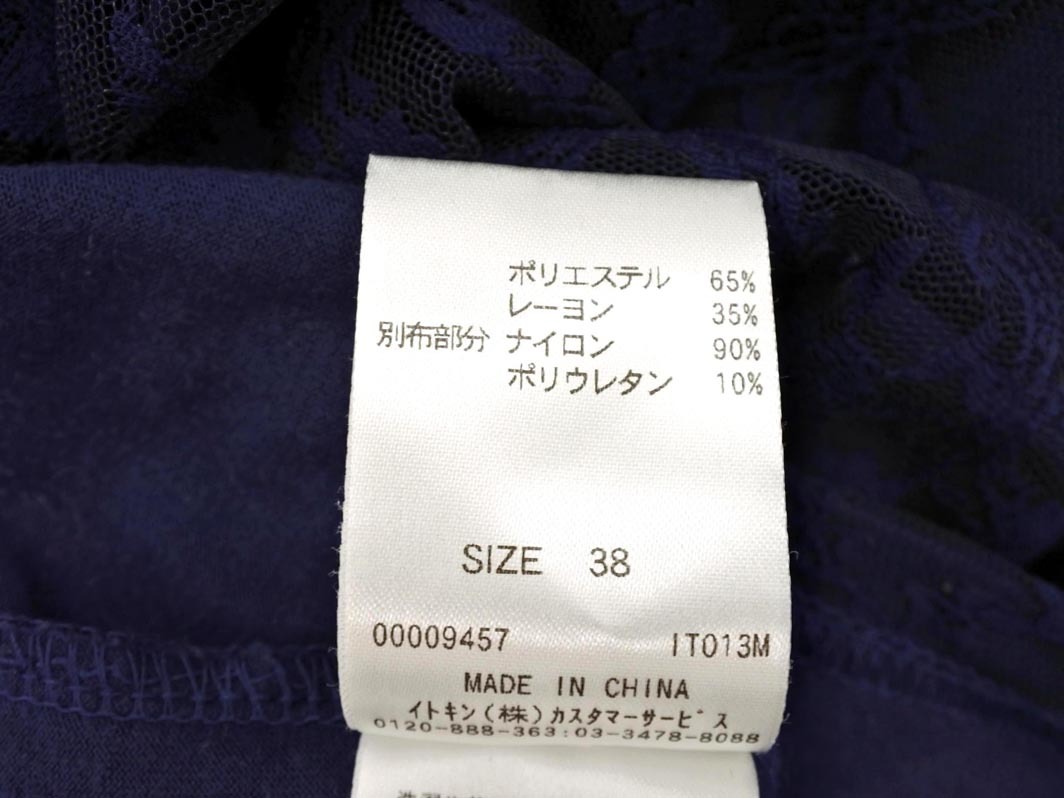 ポリエステル 65%
レーヨン 35%
別布部分 ナイロン 90%
ポリウレタン 10%
SIZE 38
00009457 IT013M
MADE IN CHINA
イトキン(株)カスタマーサービス
0120-888-363:03-3478-8088